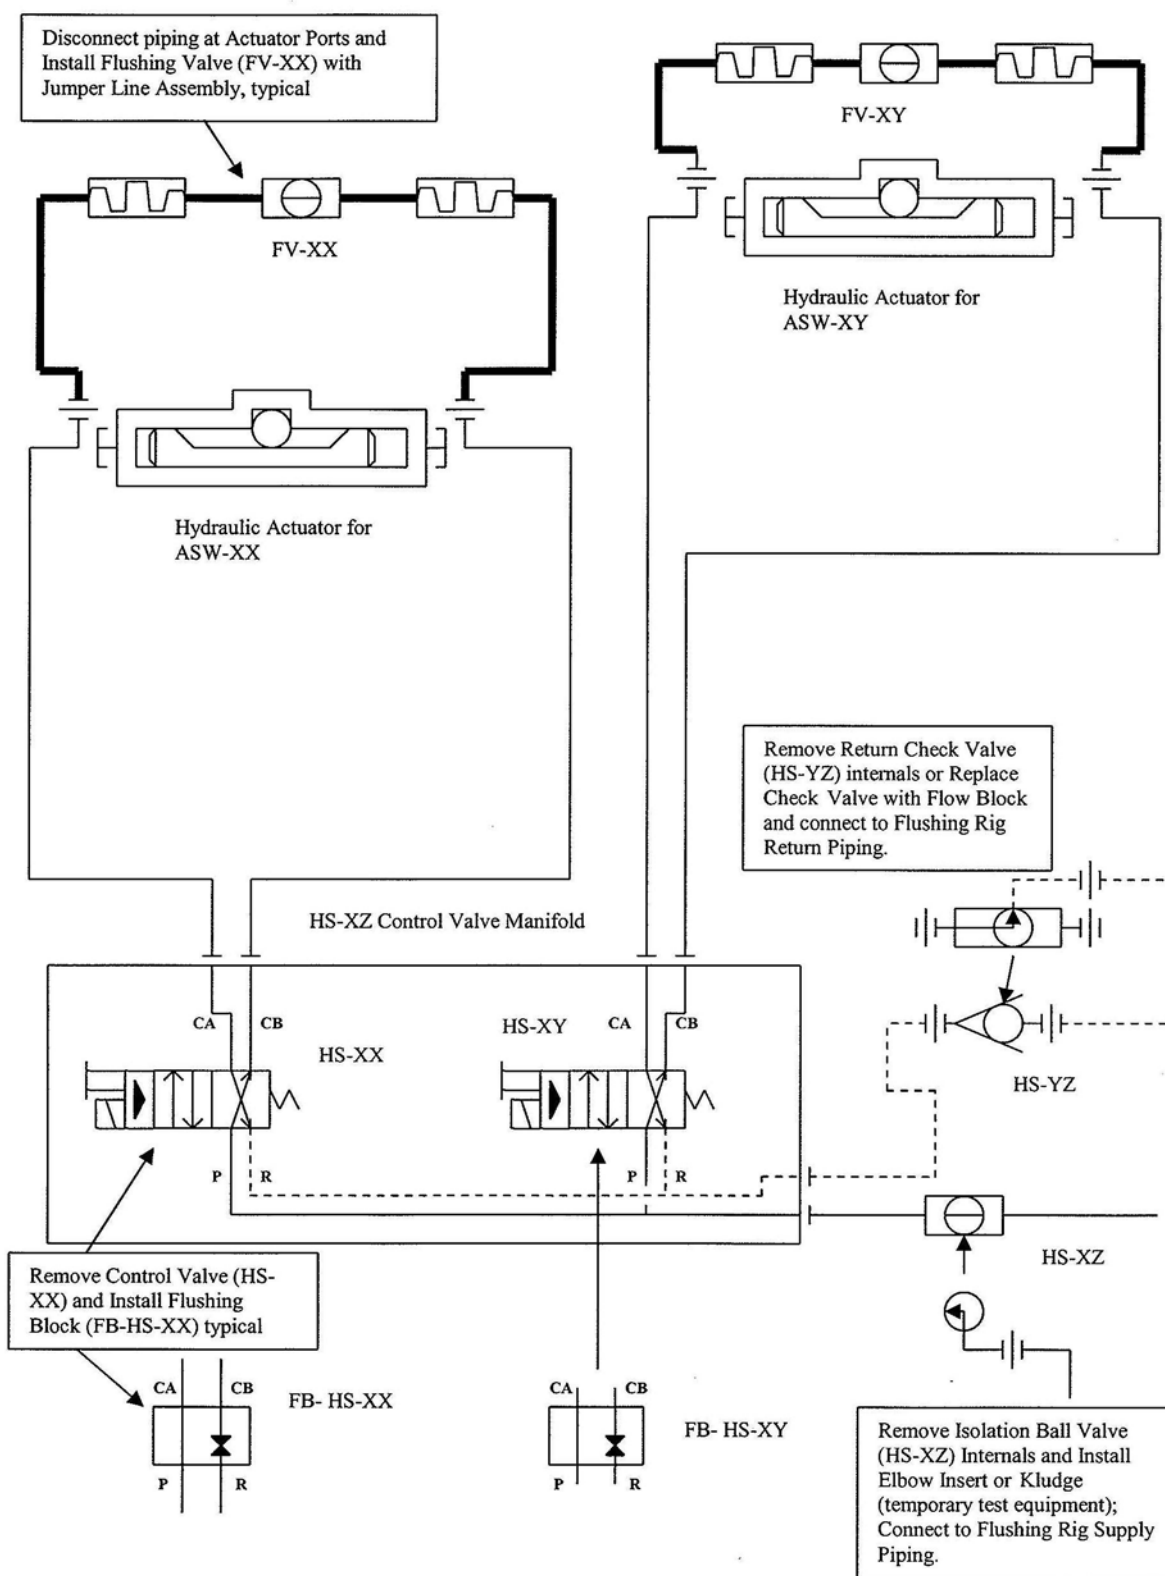 Disconnect piping at Actuator Ports and
Install Flushing Valve (FV-XX) with
Jumper Line Assembly, typical
FV-XY
FV-XX
Hydraulic Actuator for
ASW-XY
Hydraulic Actuator for
ASW-XX
Remove Return Check Valve
(HS-YZ) internals or Replace
Check Valve with Flow Block
and connect to Flushing Rig
Return Piping.
HS-XZ Control Valve Manifold
CA
CB
HS-XX
HS-XY
CA
CB
HS-YZ
P
R
P
R
HS-XZ
Remove Control Valve (HS-
XX) and Install Flushing
Block (FB-HS-XX) typical
CA
CB
FB- HS-XX
P
R
CA
CB
FB- HS-XY
P
R
Remove Isolation Ball Valve
(HS-XZ) Internals and Install
Elbow Insert or Kludge
(temporary test equipment);
Connect to Flushing Rig Supply
Piping.